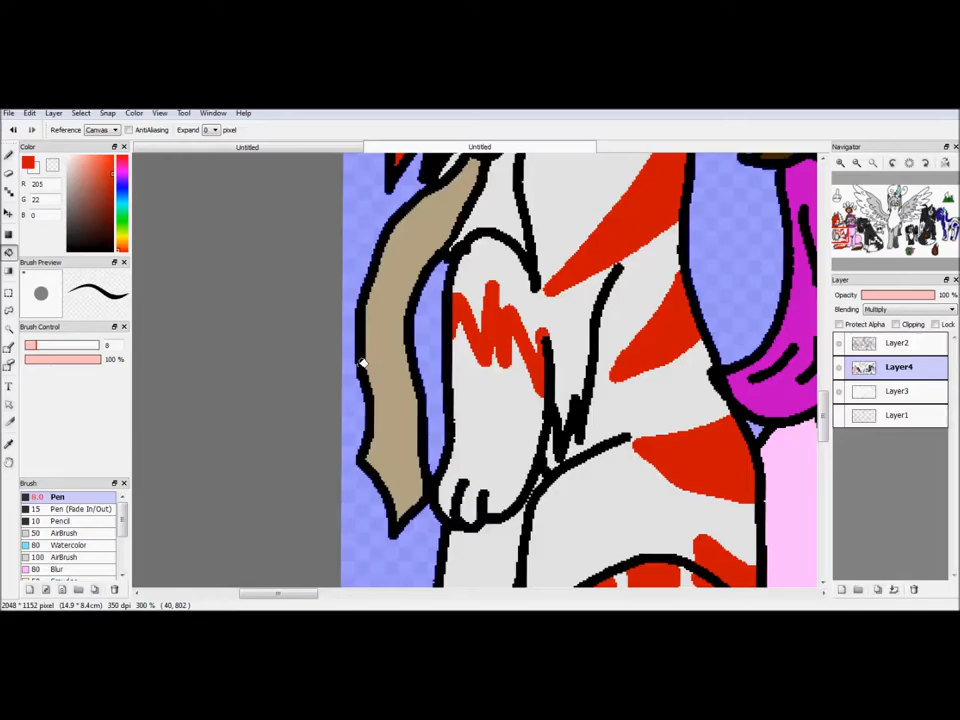 File Edit Layer Select Snap Color View Tool Window Help
Reference Canvas AntiAliasing Expand 0 pixel
Color
Untitled
Untitled
Navigator
R 205
G 22
B 0
Brush Preview
Brush Control
8
100 %
Layer
Opacity 100 %
Blending Multiply
Protect Alpha Clipping Lock
Layer2
Layer4
Layer3
Layer1
Brush
8.0 Pen
15 Pen (Fade In/Out)
10 Pencil
50 AirBrush
80 Watercolor
100 AirBrush
80 Blur
2048 * 1152 pixel (14.9 * 8.4cm) 350 dpi 300 % ( 40, 802 )